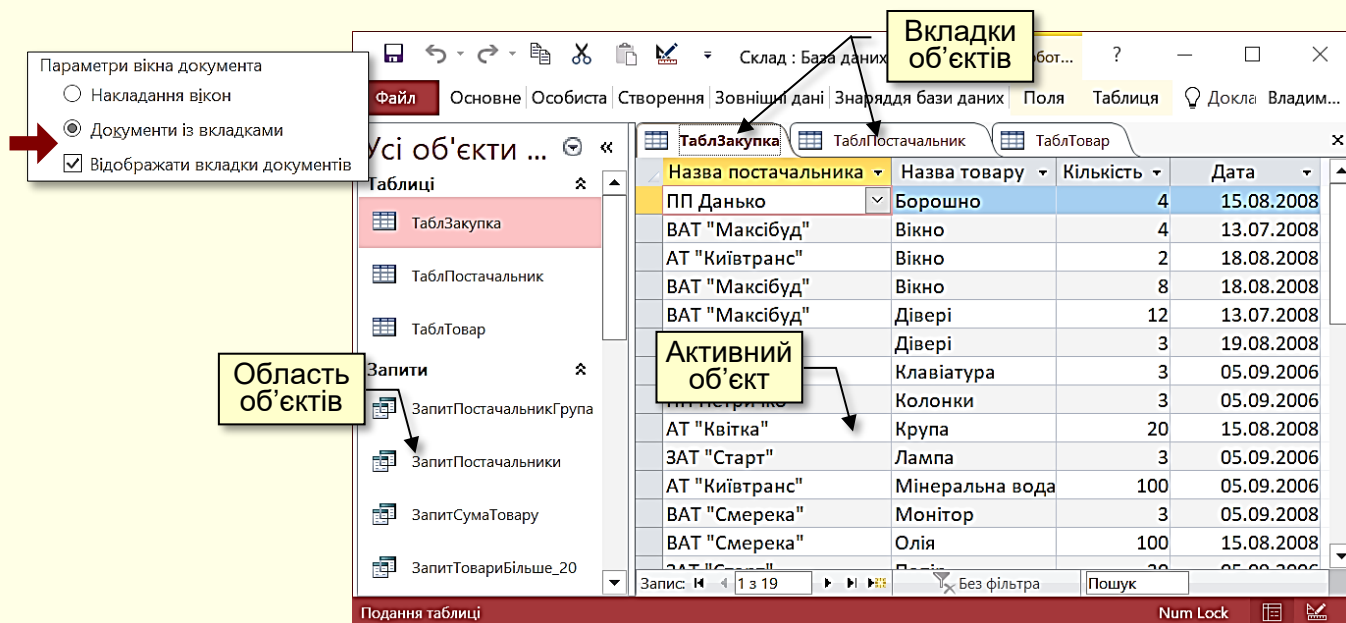 Параметри вікна документа
Накладання вікон
Документи із вкладками
Відображати вкладки документів
Вкладки
об’єктів
Склад : База даних
бот...
?
Файл Основне Особиста Створення Зовнішні дані Знаряддя бази даних Поля Таблиця Докла Владим...
Усі об'єкти ...
Таблиці
ТаблЗакупка
ТаблПостачальник
ТаблТовар
Запити
ЗапитПостачальникГрупа
ЗапитПостачальники
ЗапитСумаТовару
ЗапитТовариБільше_20
Область
об’єктів
ТаблЗакупка ТаблПостачальник ТаблТовар
Назва постачальника Назва товару Кількість Дата
ПП Данько Борошно 4 15.08.2008
ВАТ "Максібуд" Вікно 4 13.07.2008
АТ "Київтранс" Вікно 2 18.08.2008
ВАТ "Максібуд" Вікно 8 18.08.2008
ВАТ "Максібуд" Двері 12 13.07.2008
Двері 3 19.08.2008
Клавіатура 3 05.09.2006
Колонки 3 05.09.2006
АТ "Квітка" Крупа 20 15.08.2008
ЗАТ "Старт" Лампа 3 05.09.2006
АТ "Київтранс" Мінеральна вода 100 05.09.2006
ВАТ "Смерека" Монітор 3 05.09.2008
ВАТ "Смерека" Олія 100 15.08.2008
Активний
об’єкт
Запис: 1 з 19 Без фільтра Пошук
Подання таблиці Num Lock